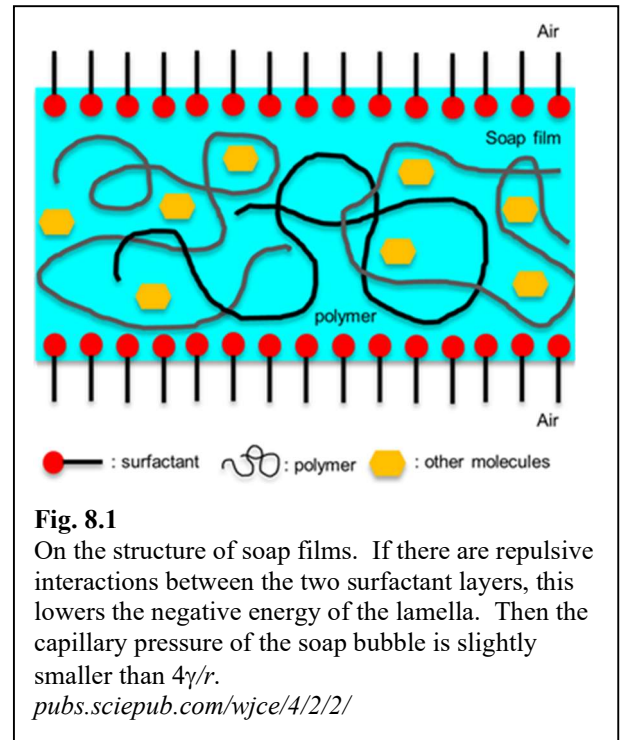 Air
Soap film
polymer
Air
: surfactant : polymer : other molecules
Fig. 8.1
On the structure of soap films. If there are repulsive
interactions between the two surfactant layers, this
lowers the negative energy of the lamella. Then the
capillary pressure of the soap bubble is slightly
smaller than 4γ/r.
pubs.sciepub.com/wjce/4/2/2/